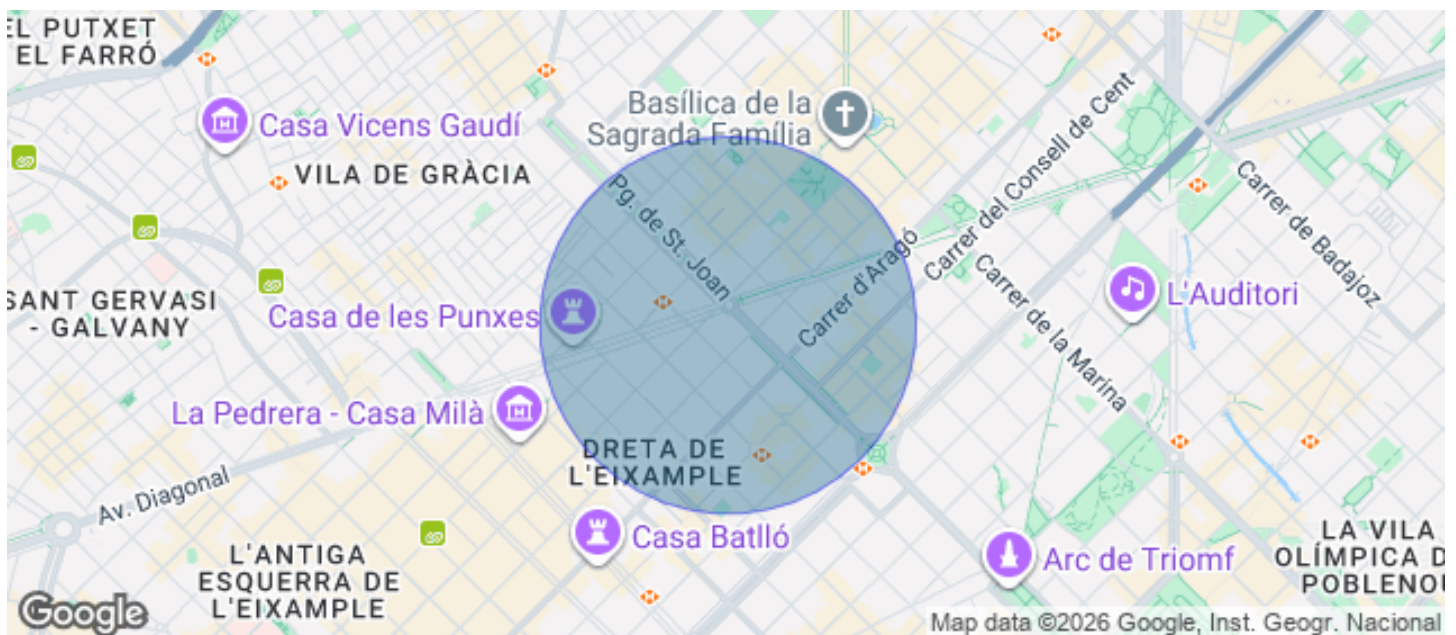 EL PUTXET
EL FARRÓ
Casa Vicens Gaudí
VILA DE GRÀCIA
Basílica de la
Sagrada Família
Pg. de St. Joan
Carrer del Consell de Cent
Carrer d'Aragó
Carrer de Badajoz
Carrer de la Marina
L'Auditori
SANT GERVASI
- GALVANY
Casa de les Punxes
La Pedrera - Casa Milà
DRETA DE
L'EIXAMPLE
Av. Diagonal
Casa Batlló
L'ANTIGA
ESQUERRA DE
L'EIXAMPLE
Arc de Triomf
LA VILA
OLÍMPICA D
POBLENOU
Google
Map data ©2026 Google, Inst. Geogr. Nacional